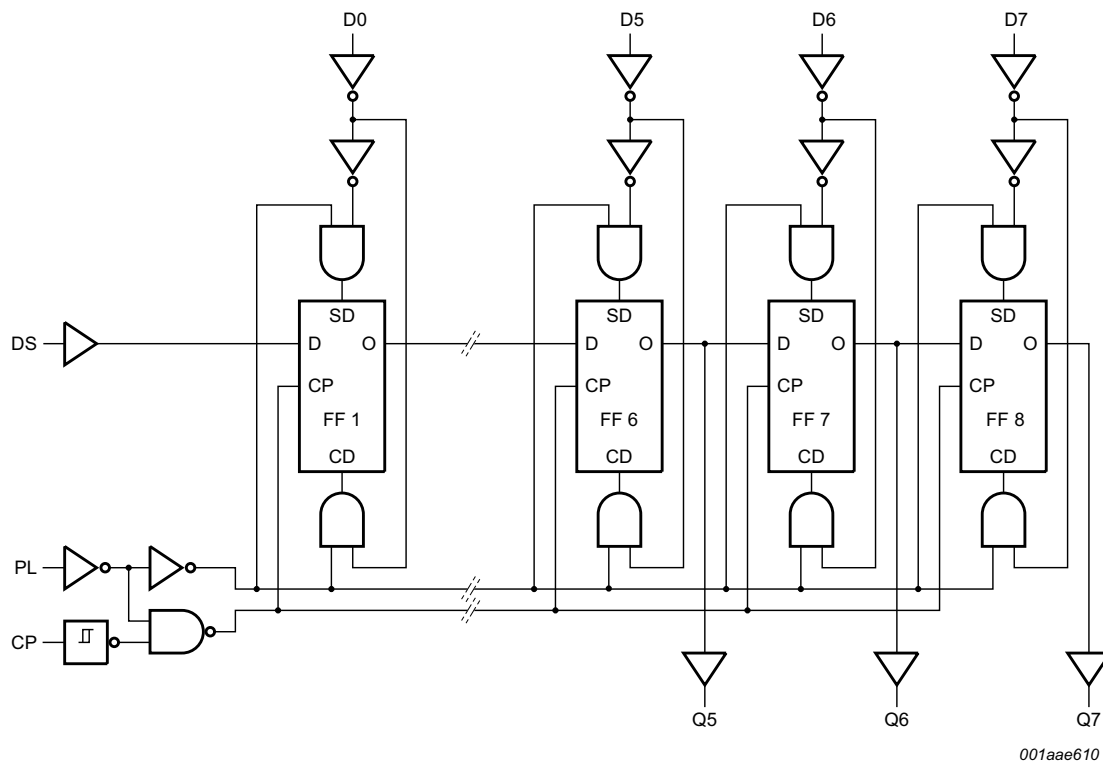 D0 D5 D6 D7
SD SD SD SD
DS D O D O D O D O
CP CP CP CP
FF 1 FF 6 FF 7 FF 8
CD CD CD CD
PL
CP
Q5 Q6 Q7
001aae610